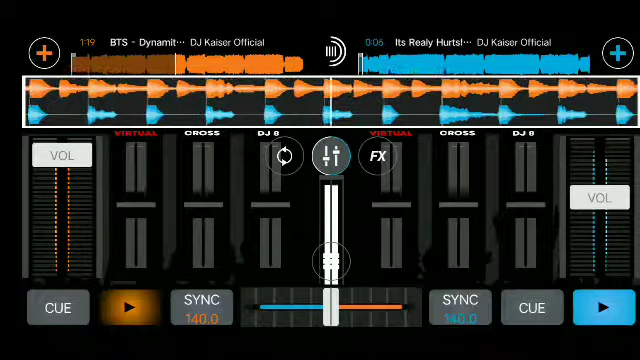 1:19 BTS - Dynamit··· DJ Kaiser Official
0:05 Its Realy Hurts!··· DJ Kaiser Official
VIRTUAL CROSS DJ 8
VIRTUAL CROSS DJ 8
VOL
FX
VOL
CUE
SYNC
140.0
SYNC
140.0
CUE